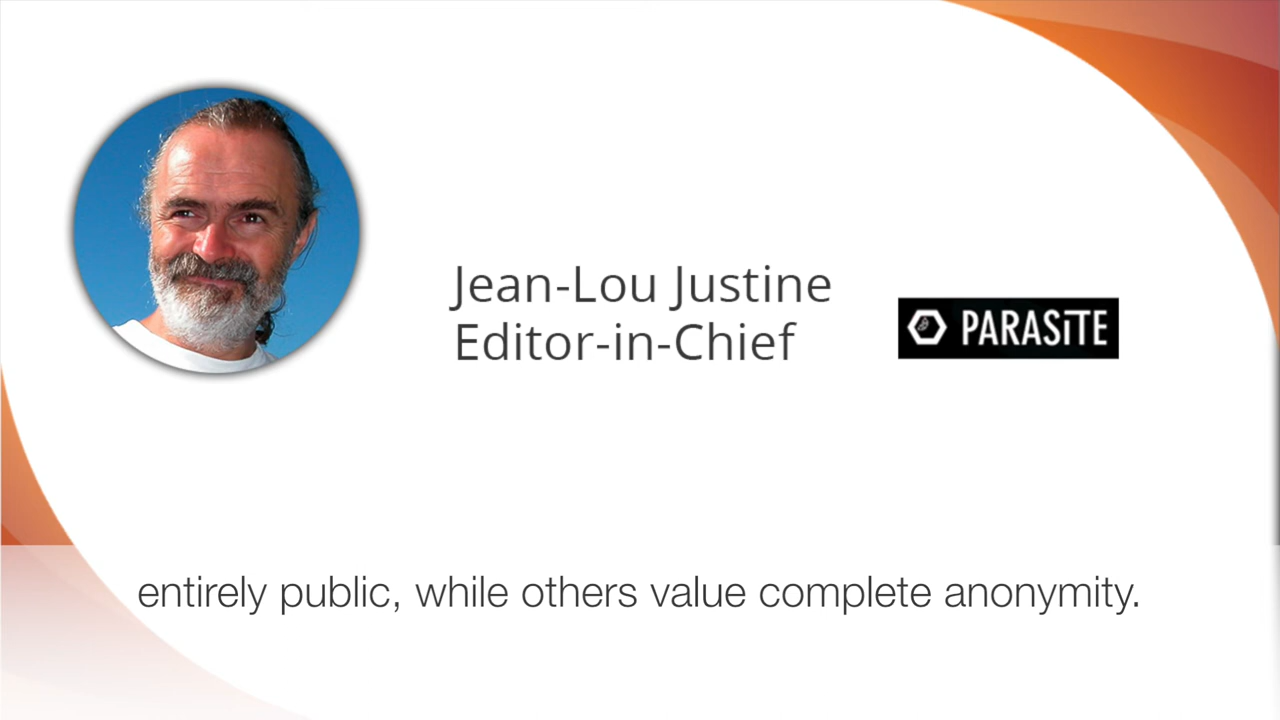 Jean-Lou Justine
Editor-in-Chief
PARASiTE
entirely public, while others value complete anonymity.